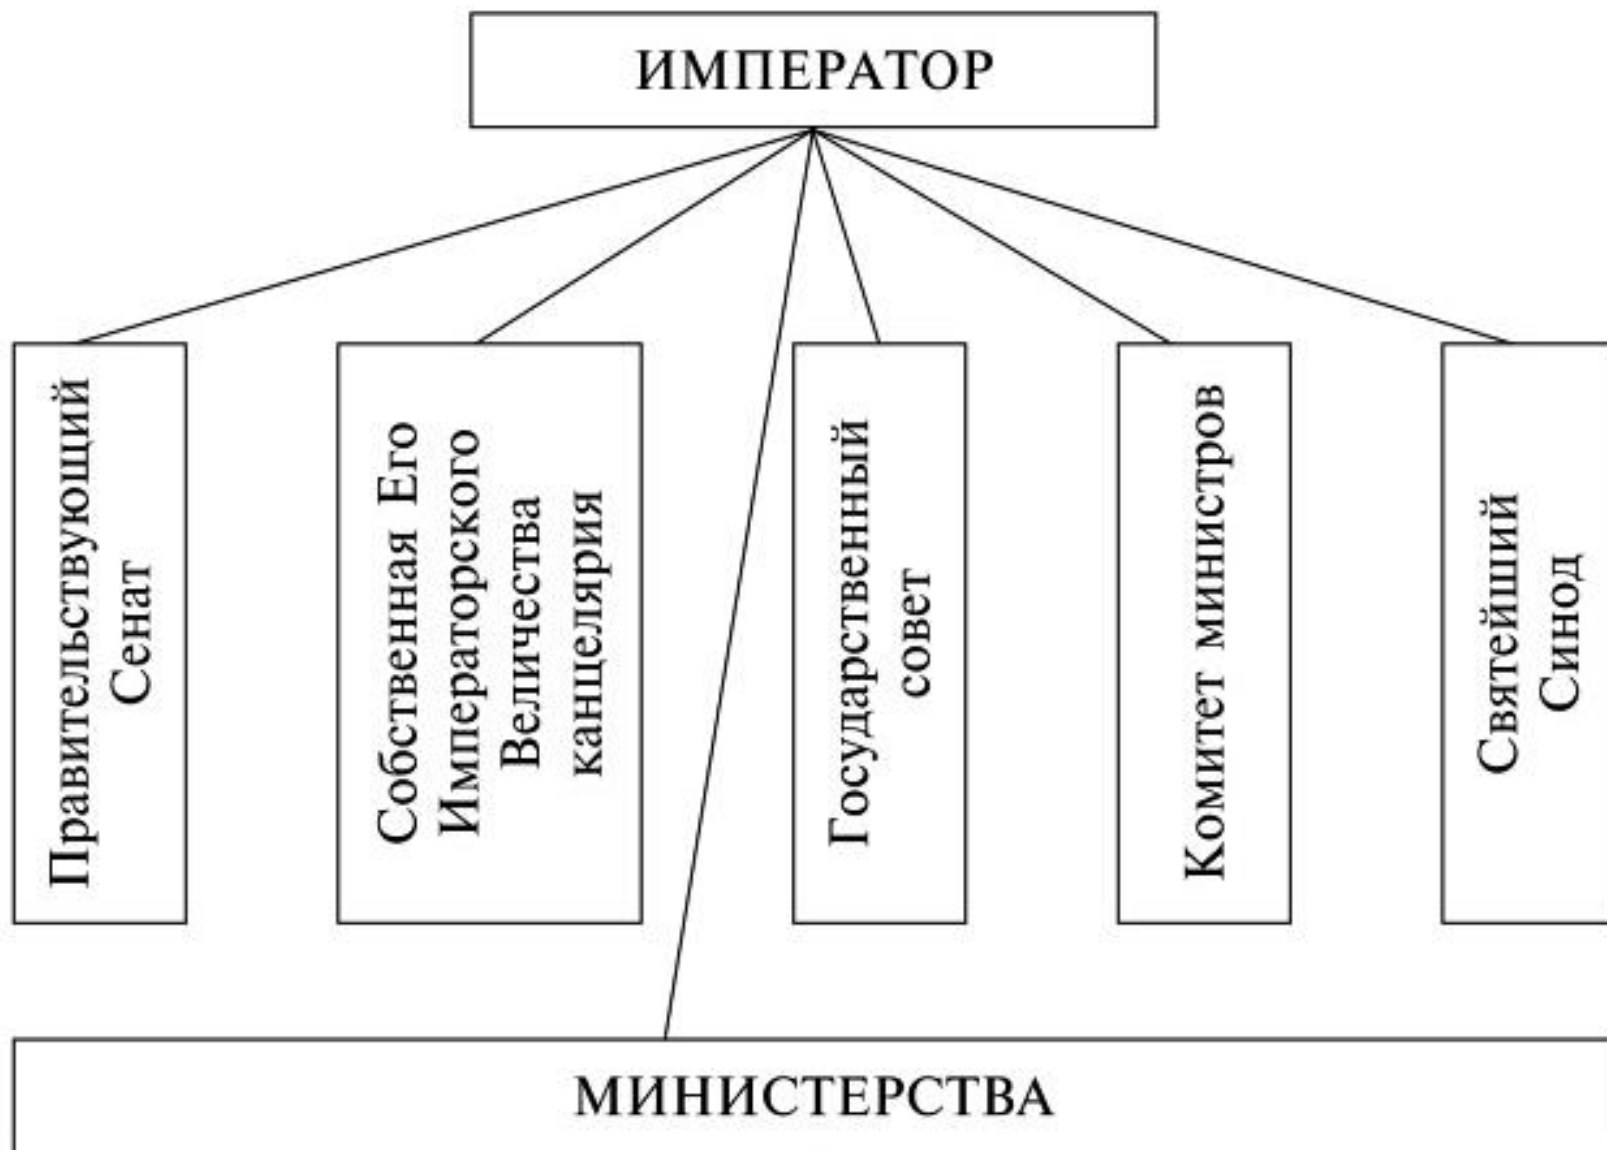 ИМПЕРАТОР
Правительствующий
Сенат
Собственная Его
Императорского
Величества
канцелярия
Государственный
совет
Комитет министров
Святейший
Синод
МИНИСТЕРСТВА